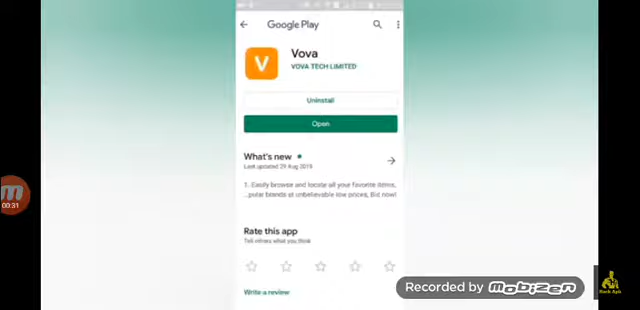 Google Play
V
Vova
VOVA TECH LIMITED
Uninstall
Open
What's new
Last updated 29 Aug 2019
1. Easily browse and locate all your favorite items,
...pular brands at unbelievable low prices, Bid now!
Rate this app
Tell others what you think
Write a review
00:31
Recorded by MOBIZEN